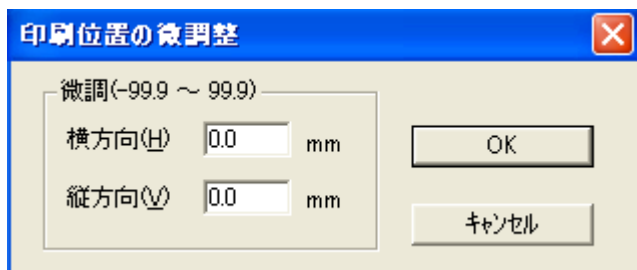 印刷位置の微調整
微調(-99.9 ～ 99.9)
横方向(H) 0.0 mm
縦方向(V) 0.0 mm
OK
キャンセル